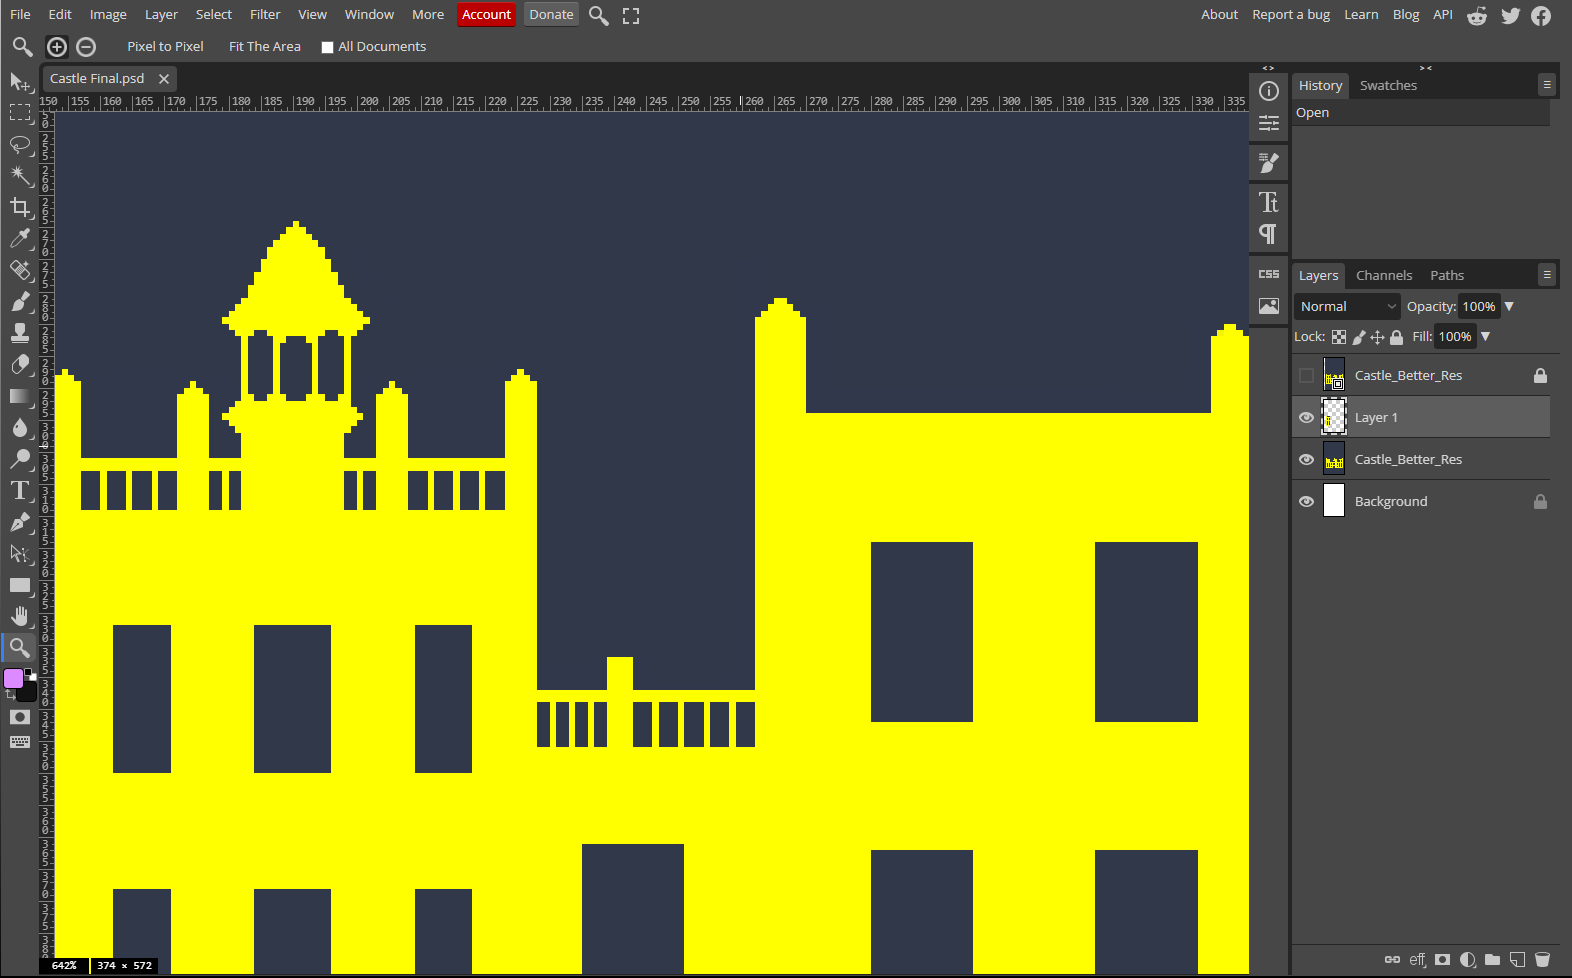 File Edit Image Layer Select Filter View Window More Account Donate About Report a bug Learn Blog API
Pixel to Pixel Fit The Area All Documents
Castle Final.psd
150 155 160 165 170 175 180 185 190 195 200 205 210 215 220 225 230 235 240 245 250 255 260 265 270 275 280 285 290 295 300 305 310 315 320 325 330 335
History Swatches
Open
Tt
CSS
Layers Channels Paths
Normal Opacity: 100%
Lock: Fill: 100%
Castle_Better_Res
Layer 1
Castle_Better_Res
Background
T
642% 374 × 572
eff